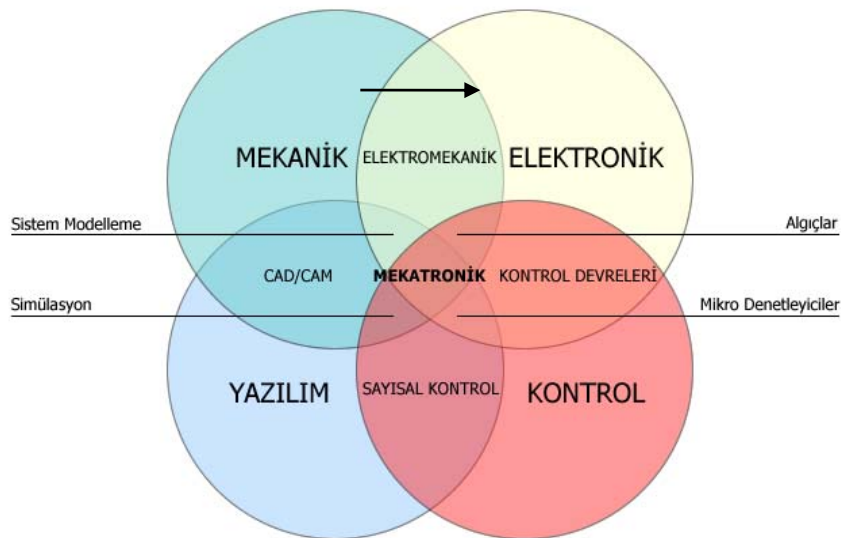 MEKANİK
ELEKTROMEKANİK
ELEKTRONİK
Sistem Modelleme
Algıçlar
CAD/CAM
MEKATRONİK
KONTROL DEVRELERİ
Simülasyon
Mikro Denetleyiciler
YAZILIM
SAYISAL KONTROL
KONTROL